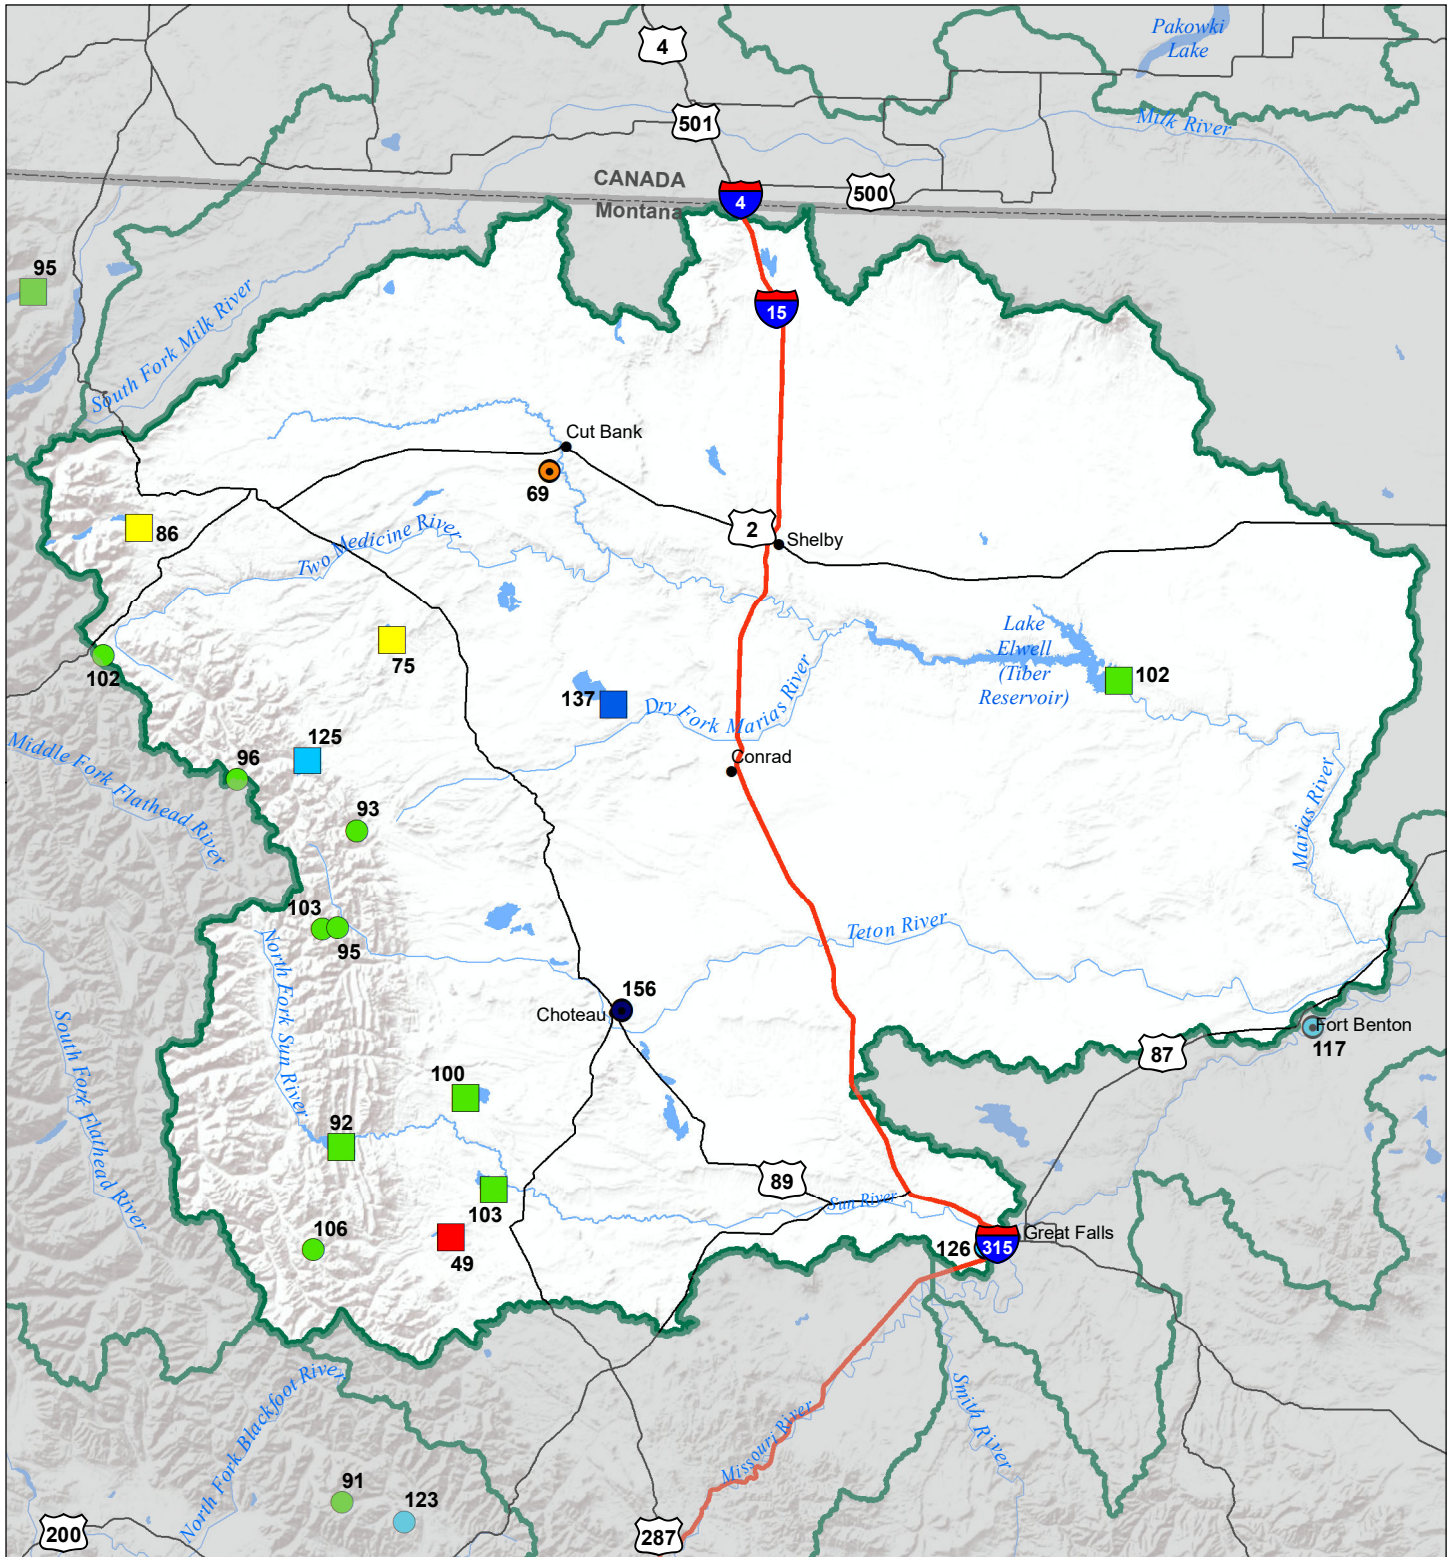 Pakowki
Lake
4
501
Milk River
CANADA
Montana
4
500
95
15
South Fork Milk River
Cut Bank
69
86
2
Shelby
Two Medicine River
75
Lake
Elwell
(Tiber
Reservoir)
102
102
137
Dry Fork Marias River
125
Middle Fork Flathead River
96
Conrad
Marias River
93
103
95
North Fork Sun River
Teton River
156
Choteau
South Fork Flathead River
Fort Benton
117
87
100
92
89
103
Sun River
106
49
126
315
Great Falls
North Fork Blackfoot River
Smith River
Missouri River
91
123
200
287